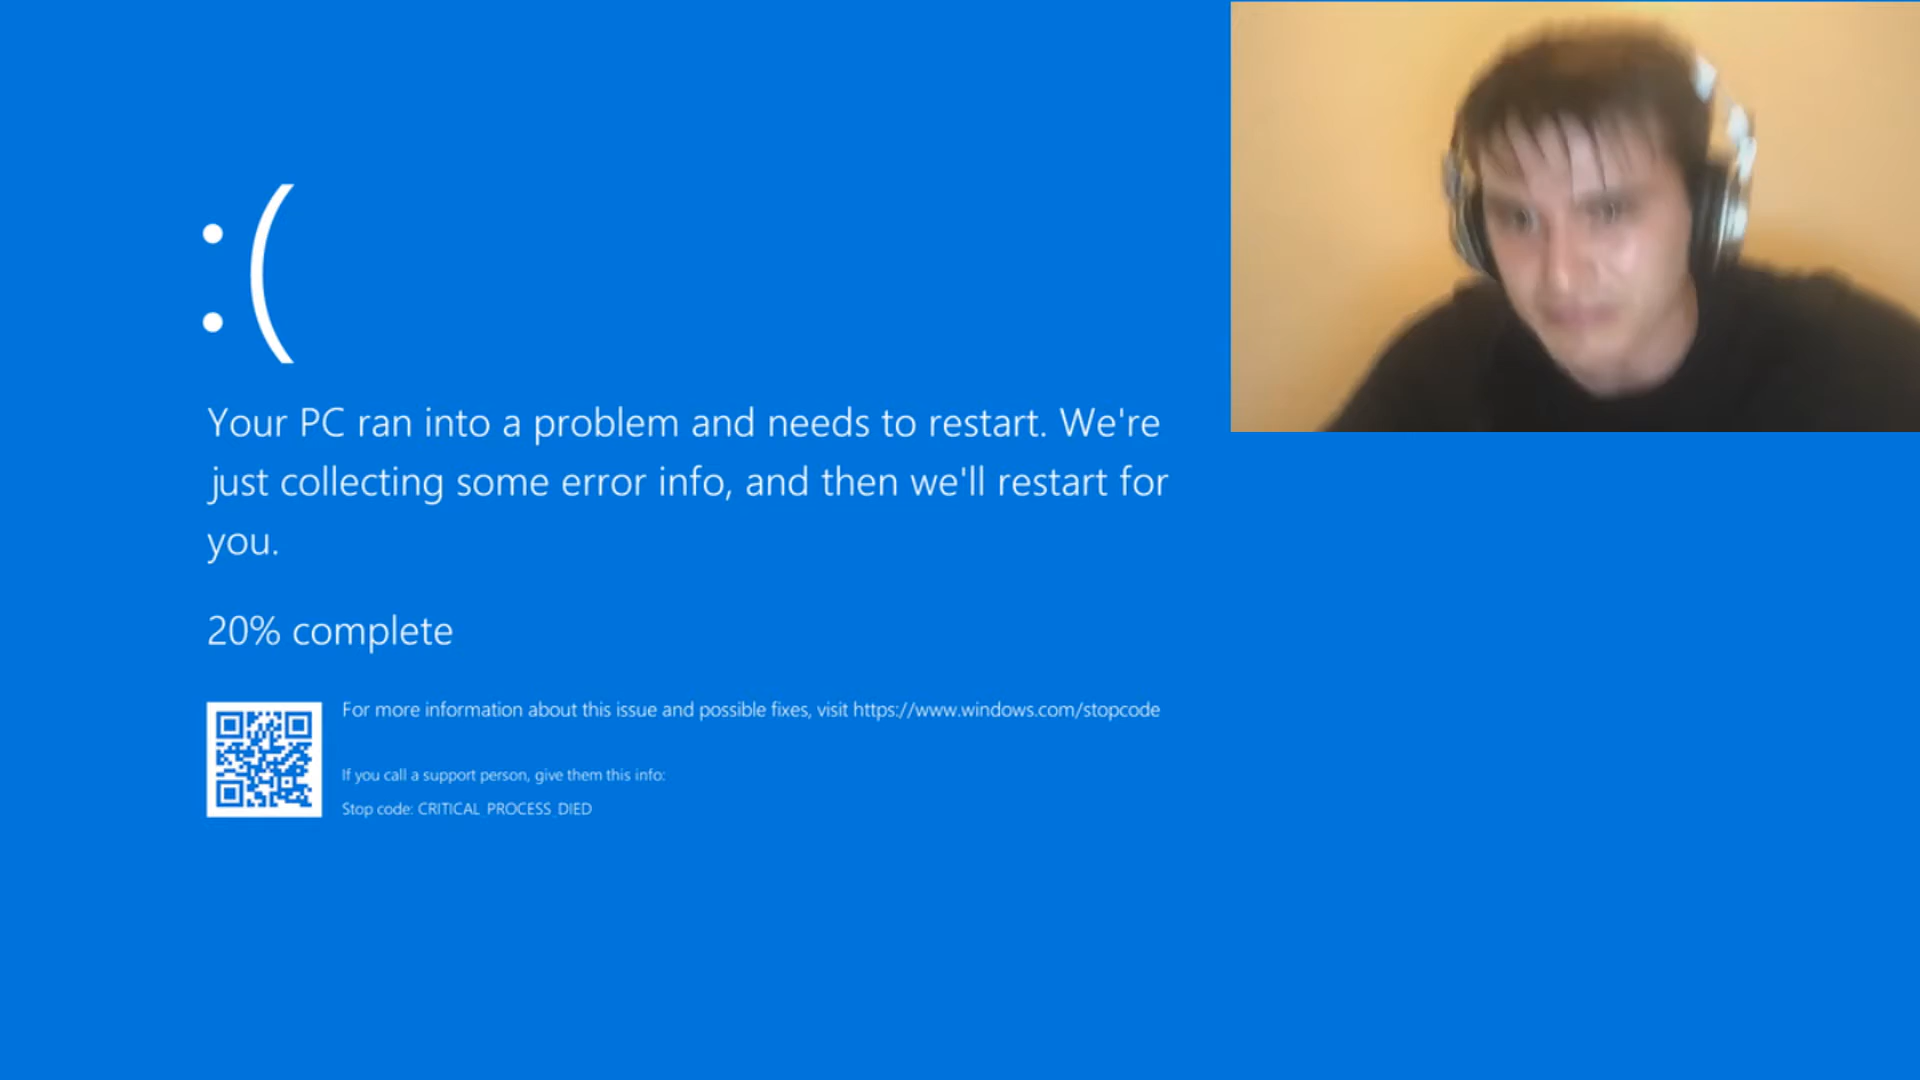 :(
Your PC ran into a problem and needs to restart. We're
just collecting some error info, and then we'll restart for
you.
20% complete
For more information about this issue and possible fixes, visit https://www.windows.com/stopcode
If you call a support person, give them this info:
Stop code: CRITICAL_PROCESS_DIED